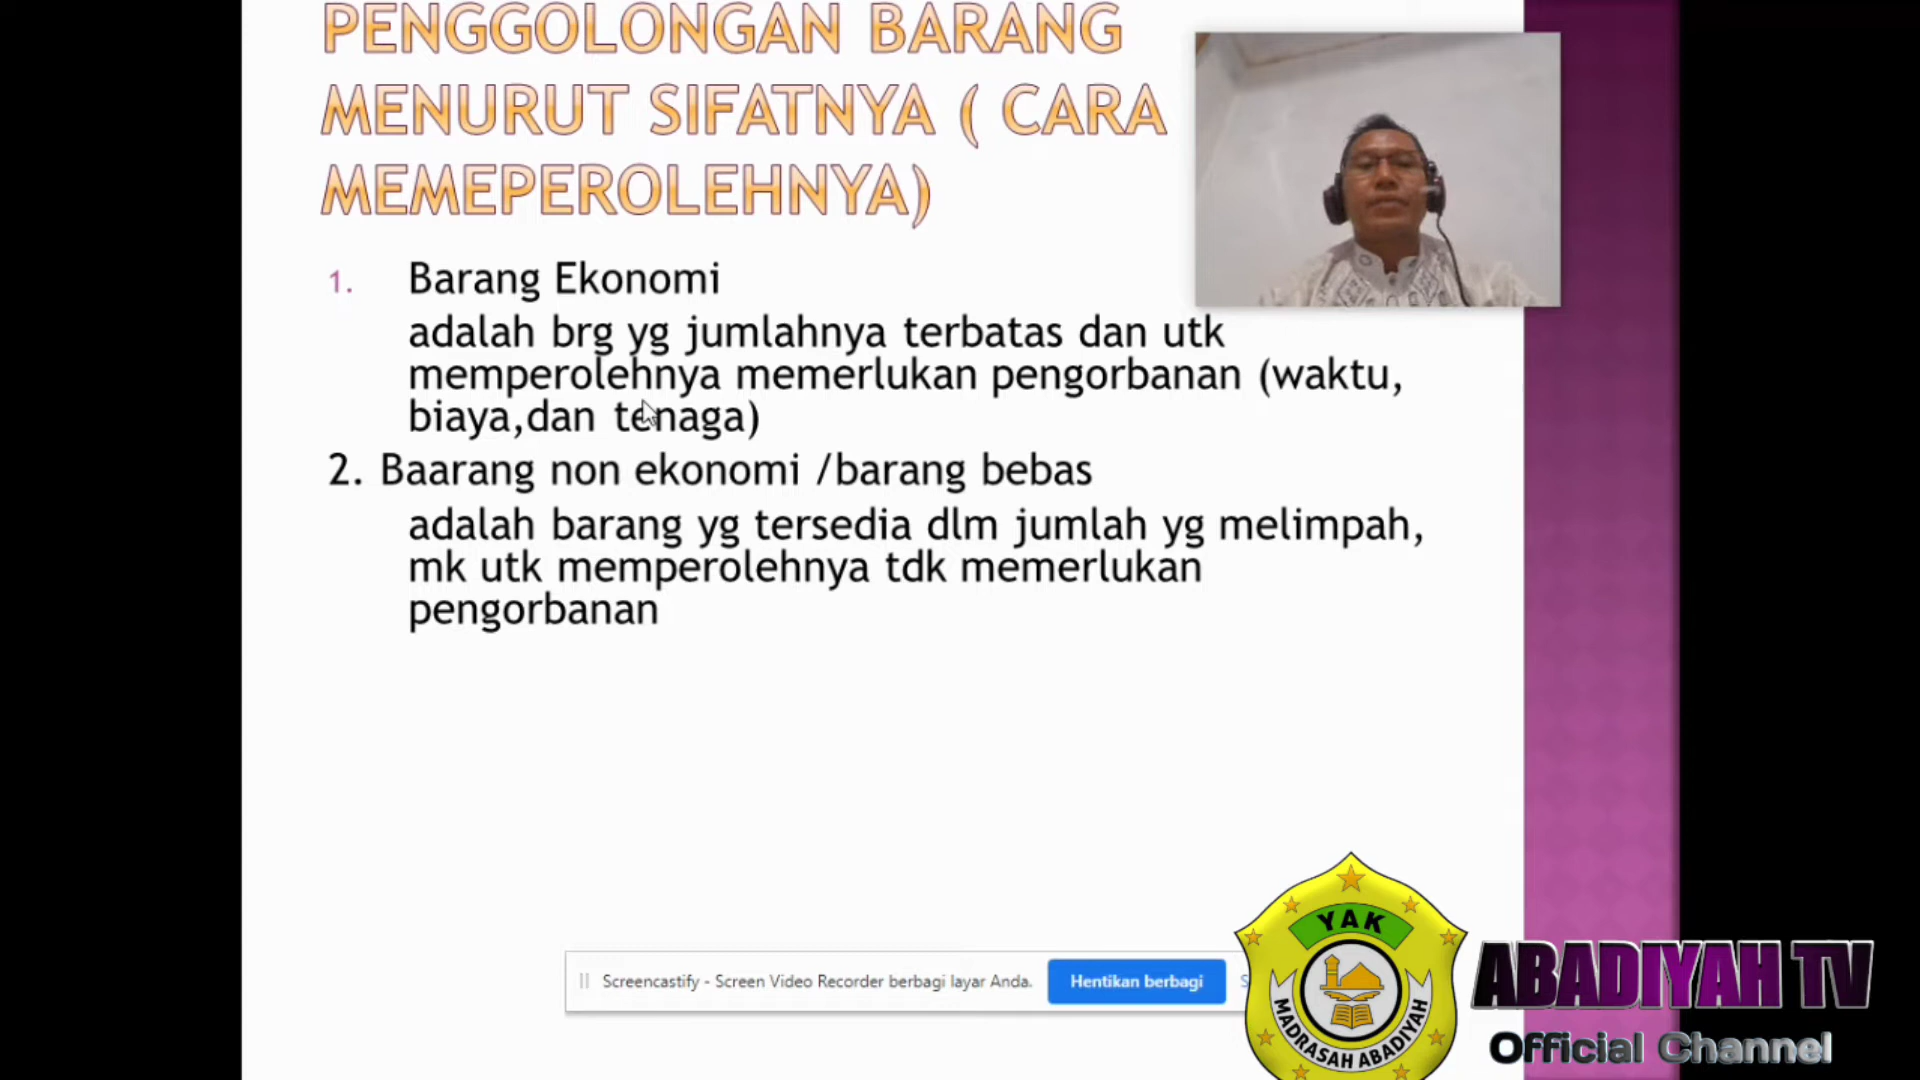 PENGGOLONGAN BARANG
MENURUT SIFATNYA ( CARA
MEMEPEROLEHNYA)
1. Barang Ekonomi
adalah brg yg jumlahnya terbatas dan utk
memperolehnya memerlukan pengorbanan (waktu,
biaya,dan tenaga)
2. Baarang non ekonomi /barang bebas
adalah barang yg tersedia dlm jumlah yg melimpah,
mk utk memperolehnya tdk memerlukan
pengorbanan
Screencastify - Screen Video Recorder berbagi layar Anda.
Hentikan berbagi
YAK
MADRASAH ABADIYAH
ABADIYAH TV
Official Channel